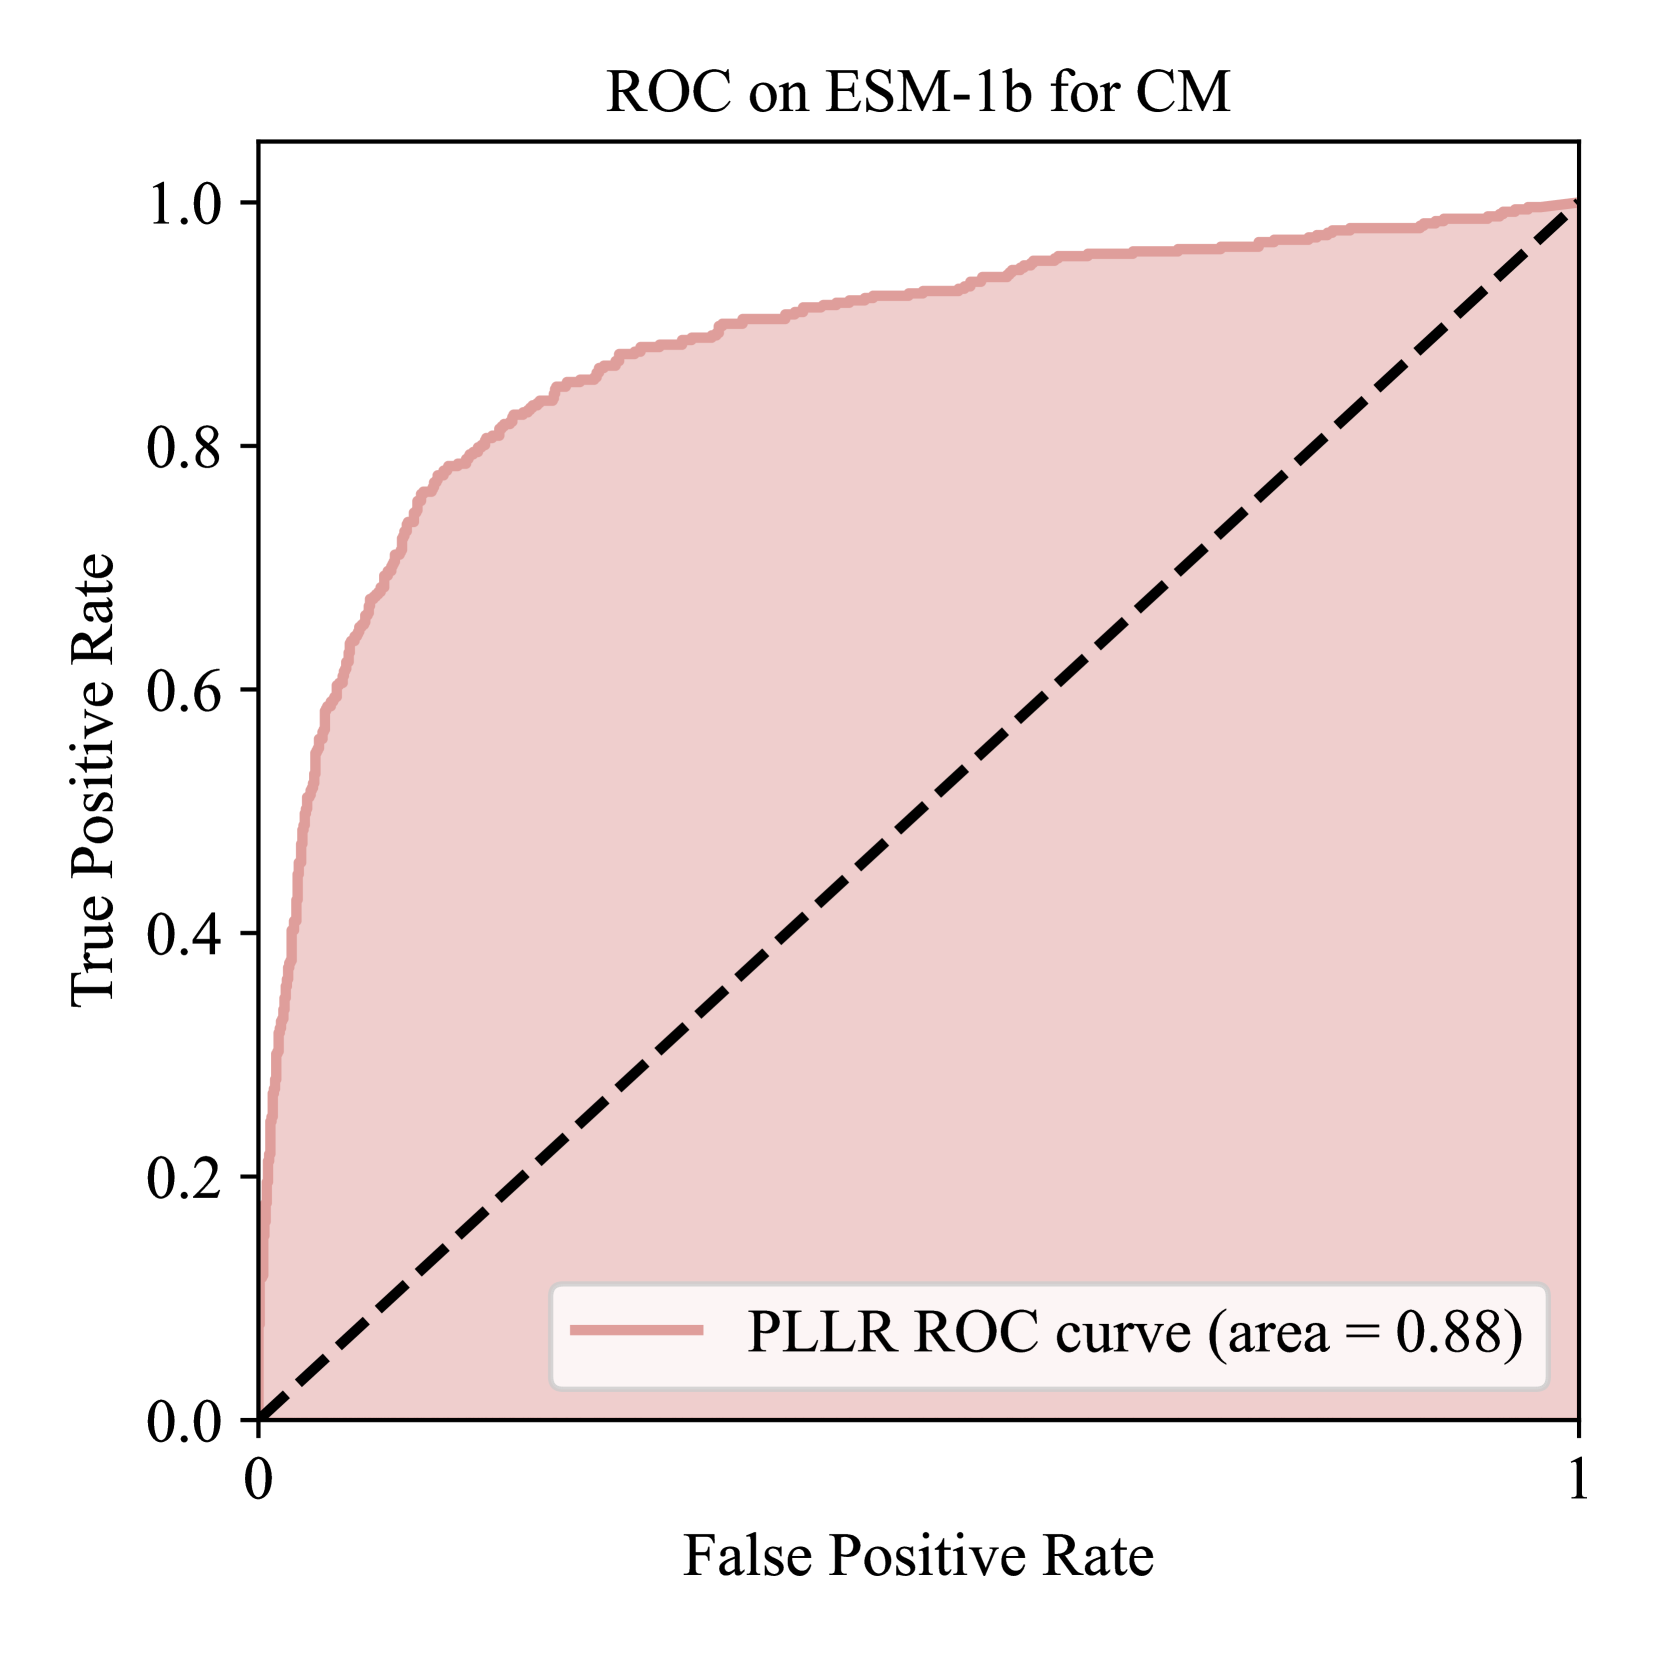 ROC on ESM-1b for CM
1.0
0.8
0.6
0.4
0.2
0.0
True Positive Rate
PLLR ROC curve (area = 0.88)
0 1
False Positive Rate